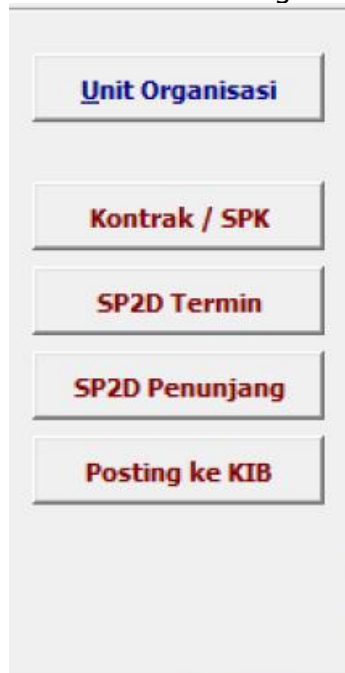 Unit Organisasi
Kontrak / SPK
SP2D Termin
SP2D Penunjang
Posting ke KIB